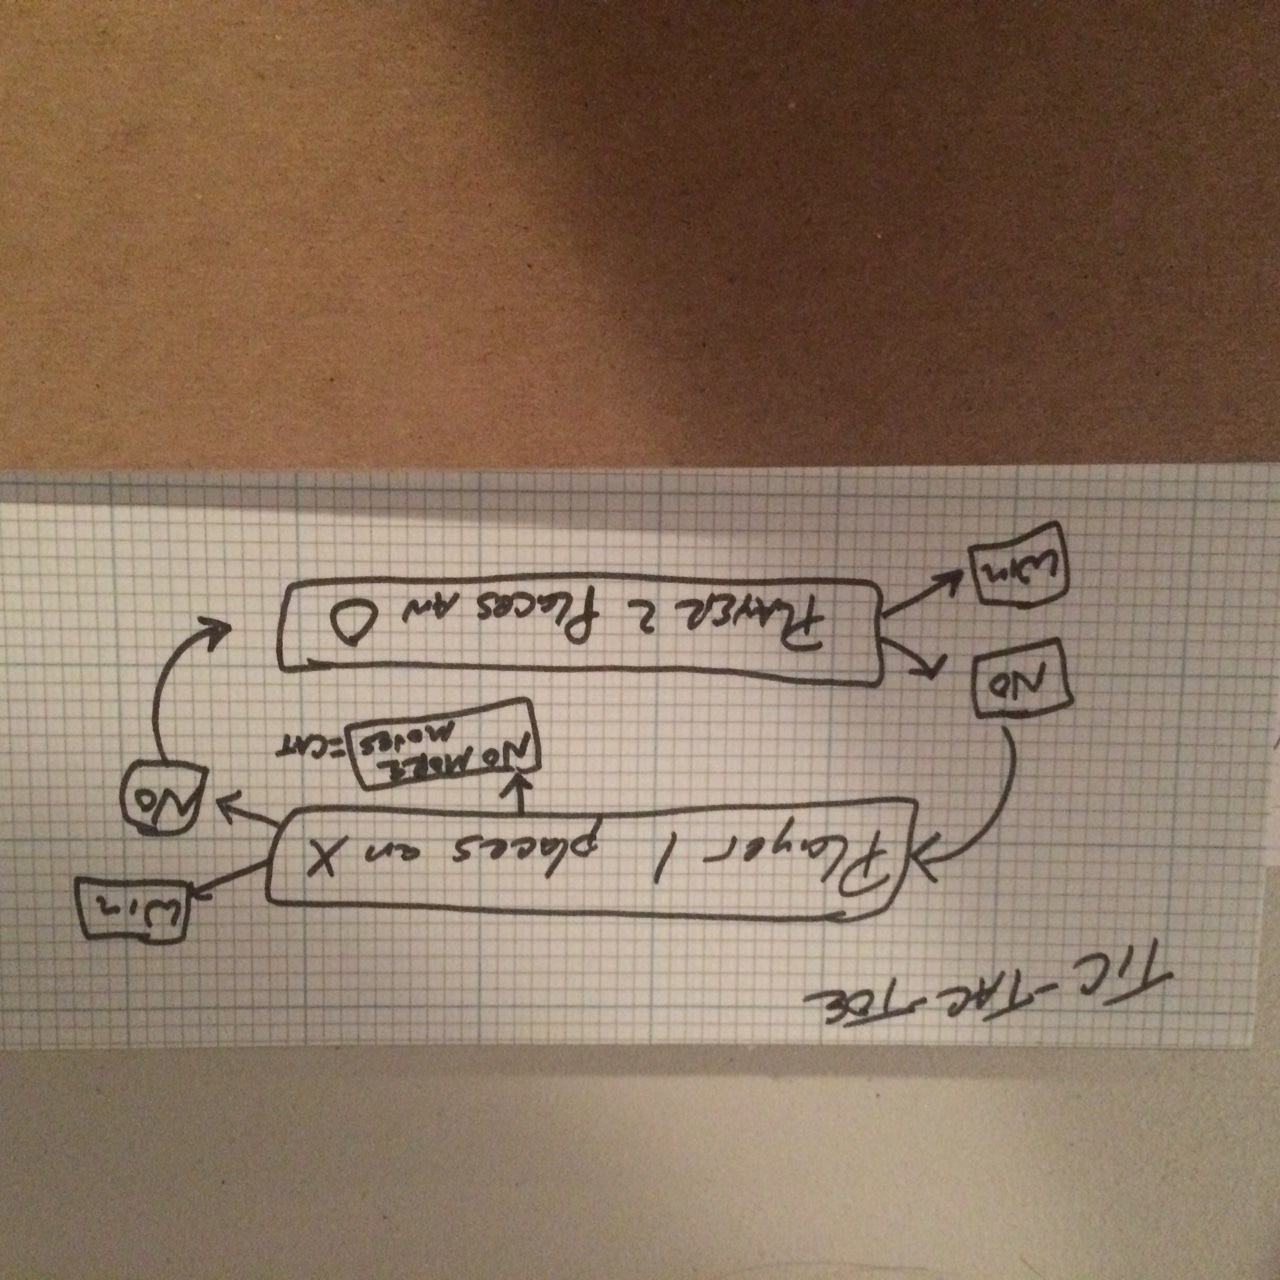 TIC-TAC-TOE
Win
Player 1 places an X
No
NO MORE
MOVES =CAT
NO
PLAYER 2 PLaces AN O
Win